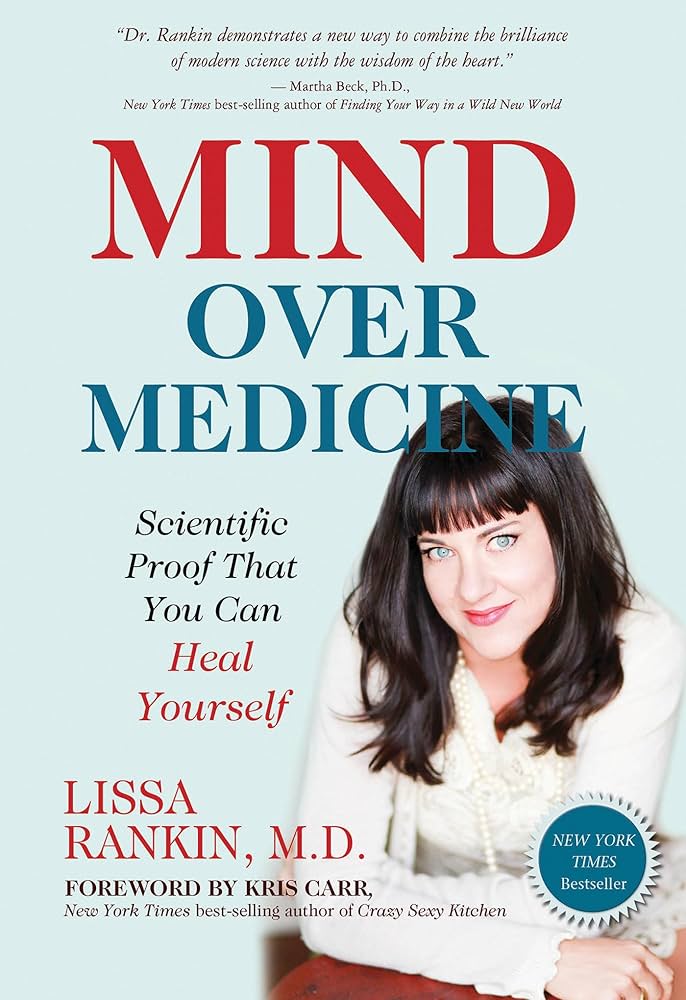 “Dr. Rankin demonstrates a new way to combine the brilliance
of modern science with the wisdom of the heart.”
— Martha Beck, Ph.D.,
New York Times best-selling author of Finding Your Way in a Wild New World
MIND
OVER
MEDICINE
Scientific
Proof That
You Can
Heal
Yourself
LISSA
RANKIN, M.D.
FOREWORD BY KRIS CARR,
New York Times best-selling author of Crazy Sexy Kitchen
NEW YORK
TIMES
Bestseller